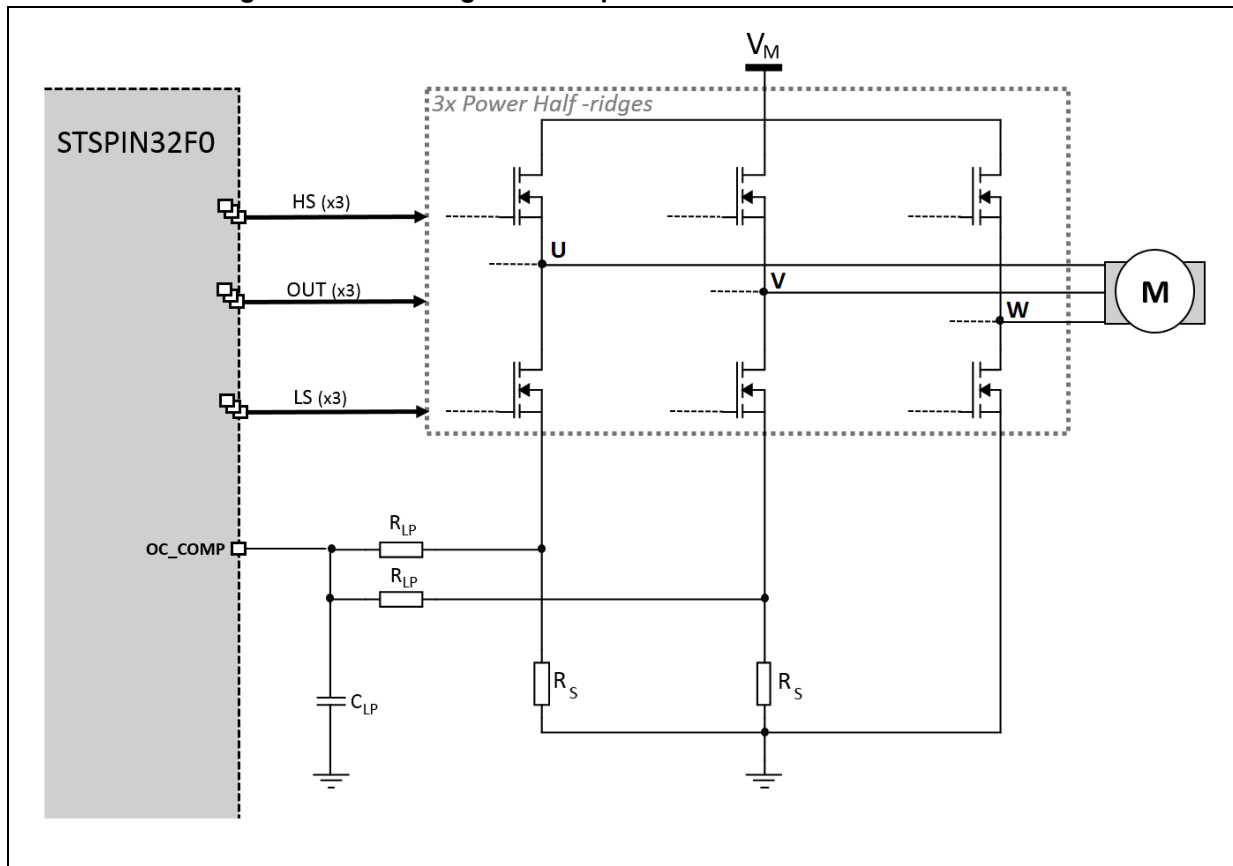 V_M
3x Power Half -ridges
STSPIN32F0
HS (x3)
U
OUT (x3)
V
M
W
LS (x3)
R_LP
OC_COMP
R_LP
R_S
R_S
C_LP